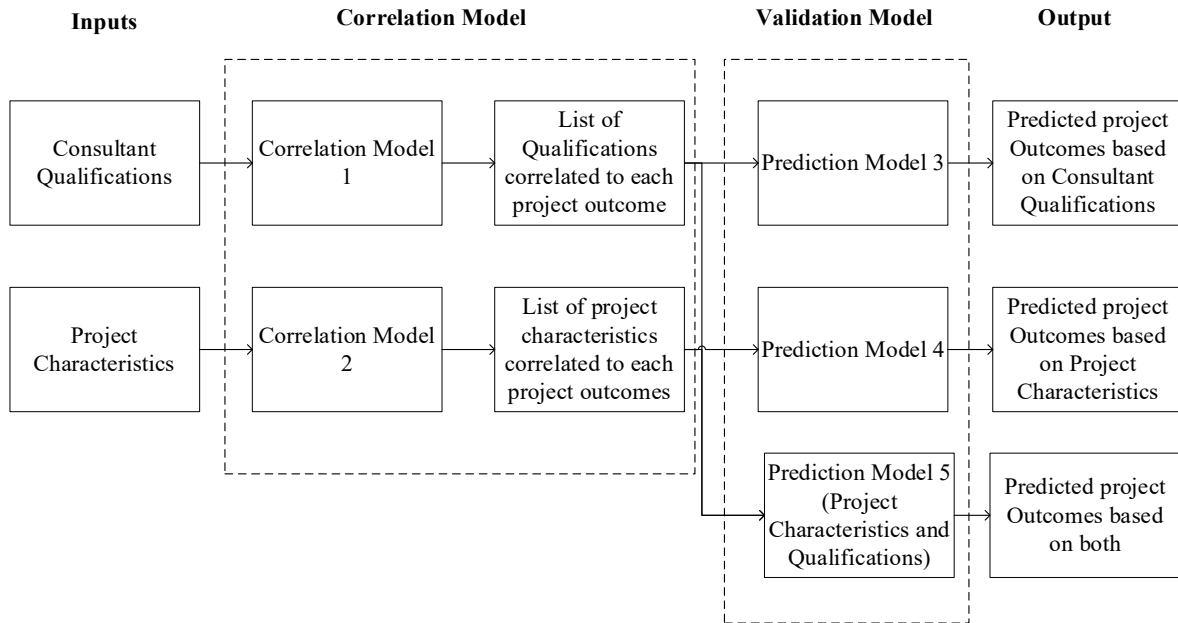 Inputs
Correlation Model
Validation Model
Output
Consultant
Qualifications
Correlation Model
1
List of
Qualifications
correlated to each
project outcome
Prediction Model 3
Predicted project
Outcomes based
on Consultant
Qualifications
Project
Characteristics
Correlation Model
2
List of project
characteristics
correlated to each
project outcomes
Prediction Model 4
Predicted project
Outcomes based
on Project
Characteristics
Prediction Model 5
(Project
Characteristics and
Qualifications)
Predicted project
Outcomes based
on both